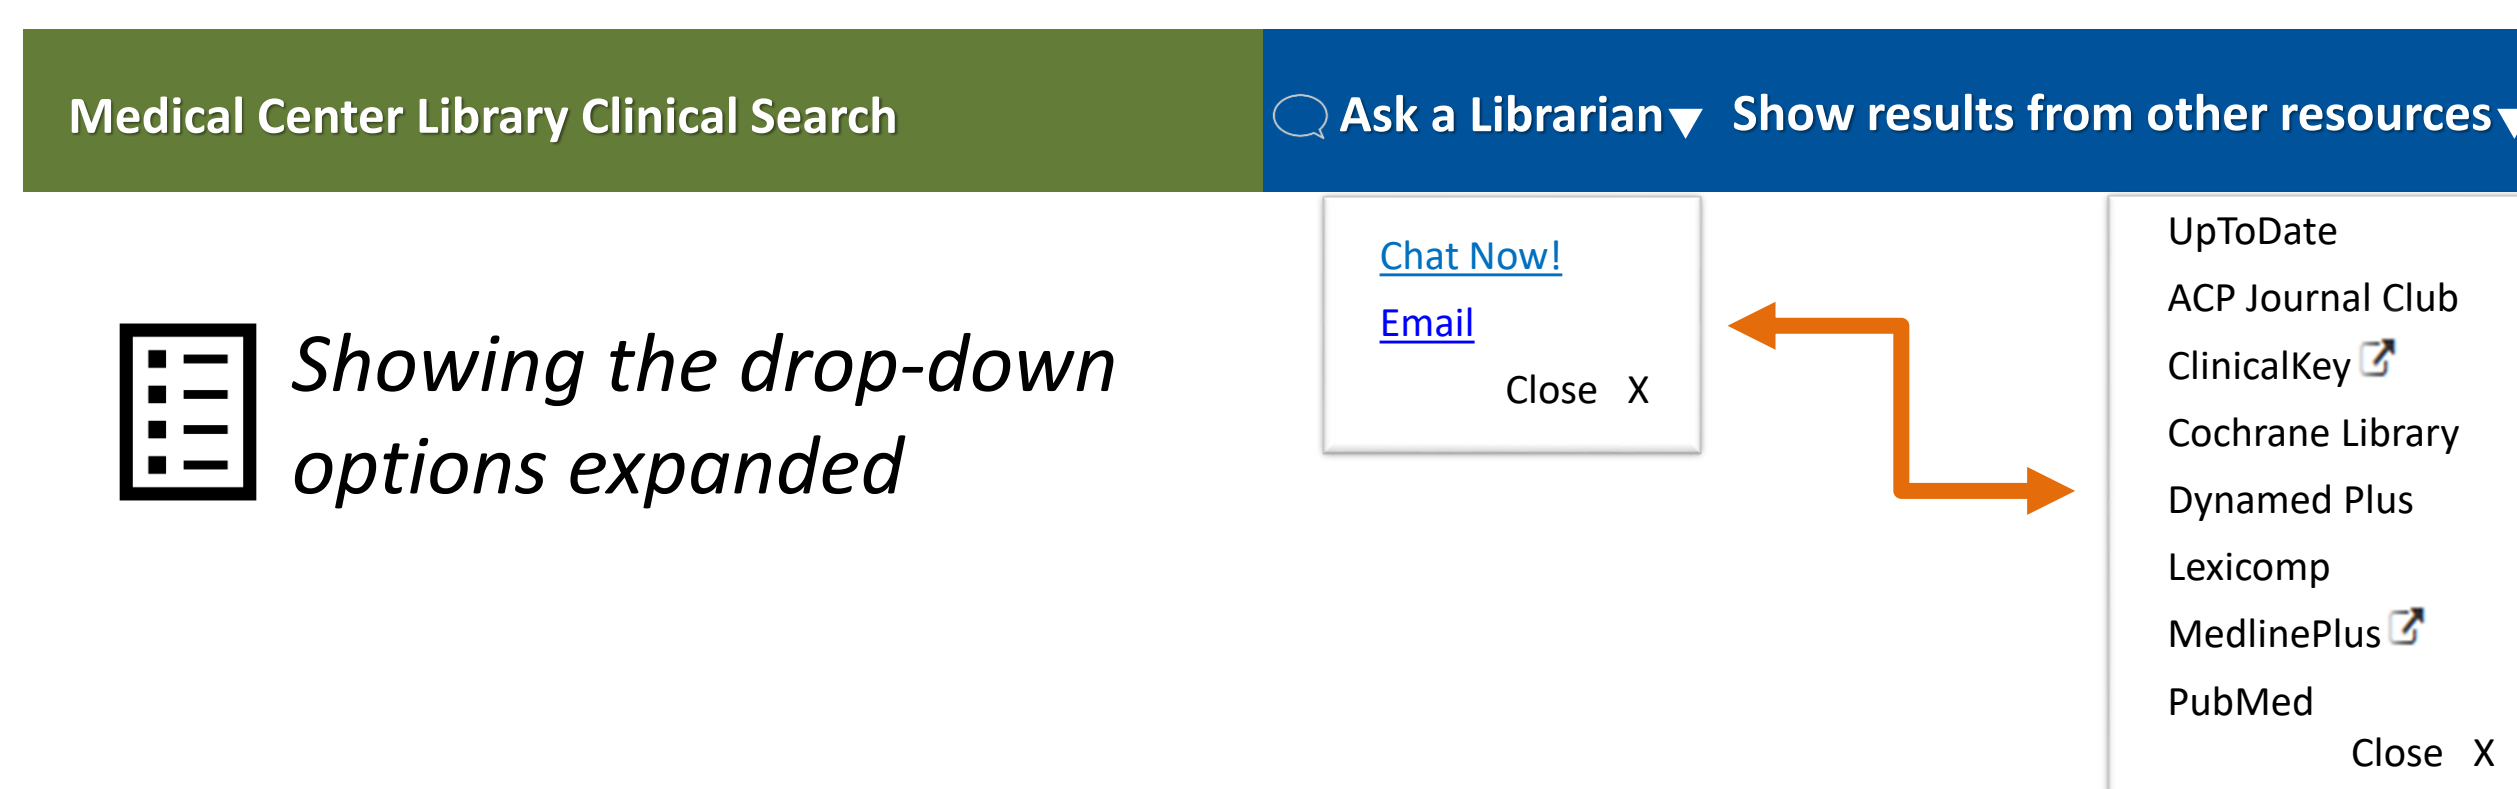 Medical Center Library Clinical Search
Ask a Librarian
Show results from other resources
Chat Now!
Email
Close X
Showing the drop-down
options expanded
UpToDate
ACP Journal Club
ClinicalKey
Cochrane Library
Dynamed Plus
Lexicomp
MedlinePlus
PubMed
Close X